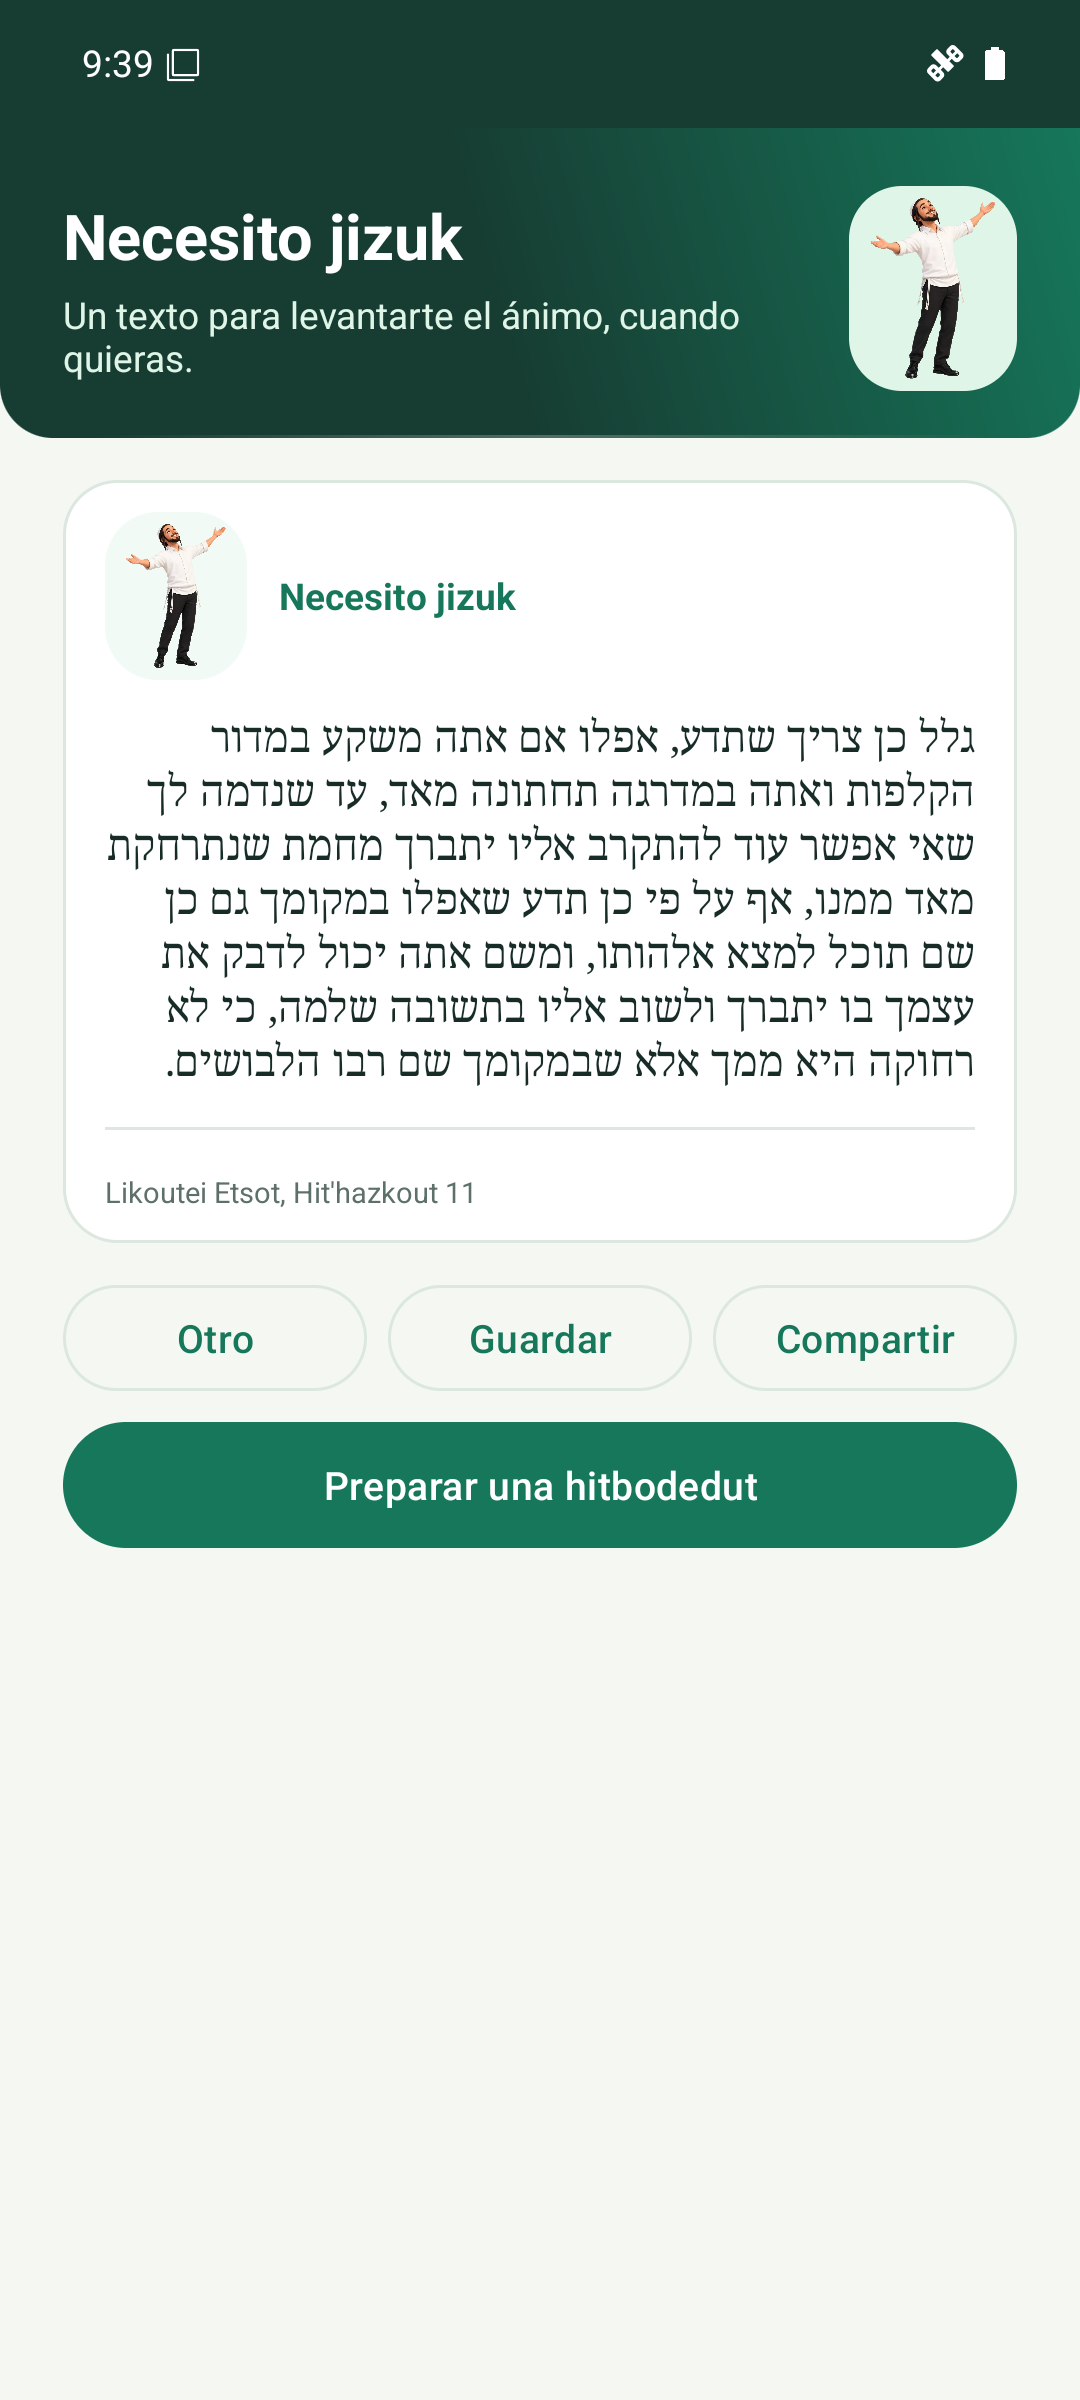 9:39
Necesito jizuk
Un texto para levantarte el ánimo, cuando
quieras.
Necesito jizuk
גלל כן צריך שתדע, אפלו אם אתה משקע במדור
הקלפות ואתה במדרגה תחתונה מאד, עד שנדמה לך
שאי אפשר עוד להתקרב אליו יתברך מחמת שנתרחקת
מאד ממנו, אף על פי כן תדע שאפלו במקומך גם כן
שם תוכל למצא אלהותו, ומשם אתה יכול לדבק את
עצמך בו יתברך ולשוב אליו בתשובה שלמה, כי לא
רחוקה היא ממך אלא שבמקומך שם רבו הלבושים.
Likoutei Etsot, Hit'hazkout 11
Otro
Guardar
Compartir
Preparar una hitbodedut